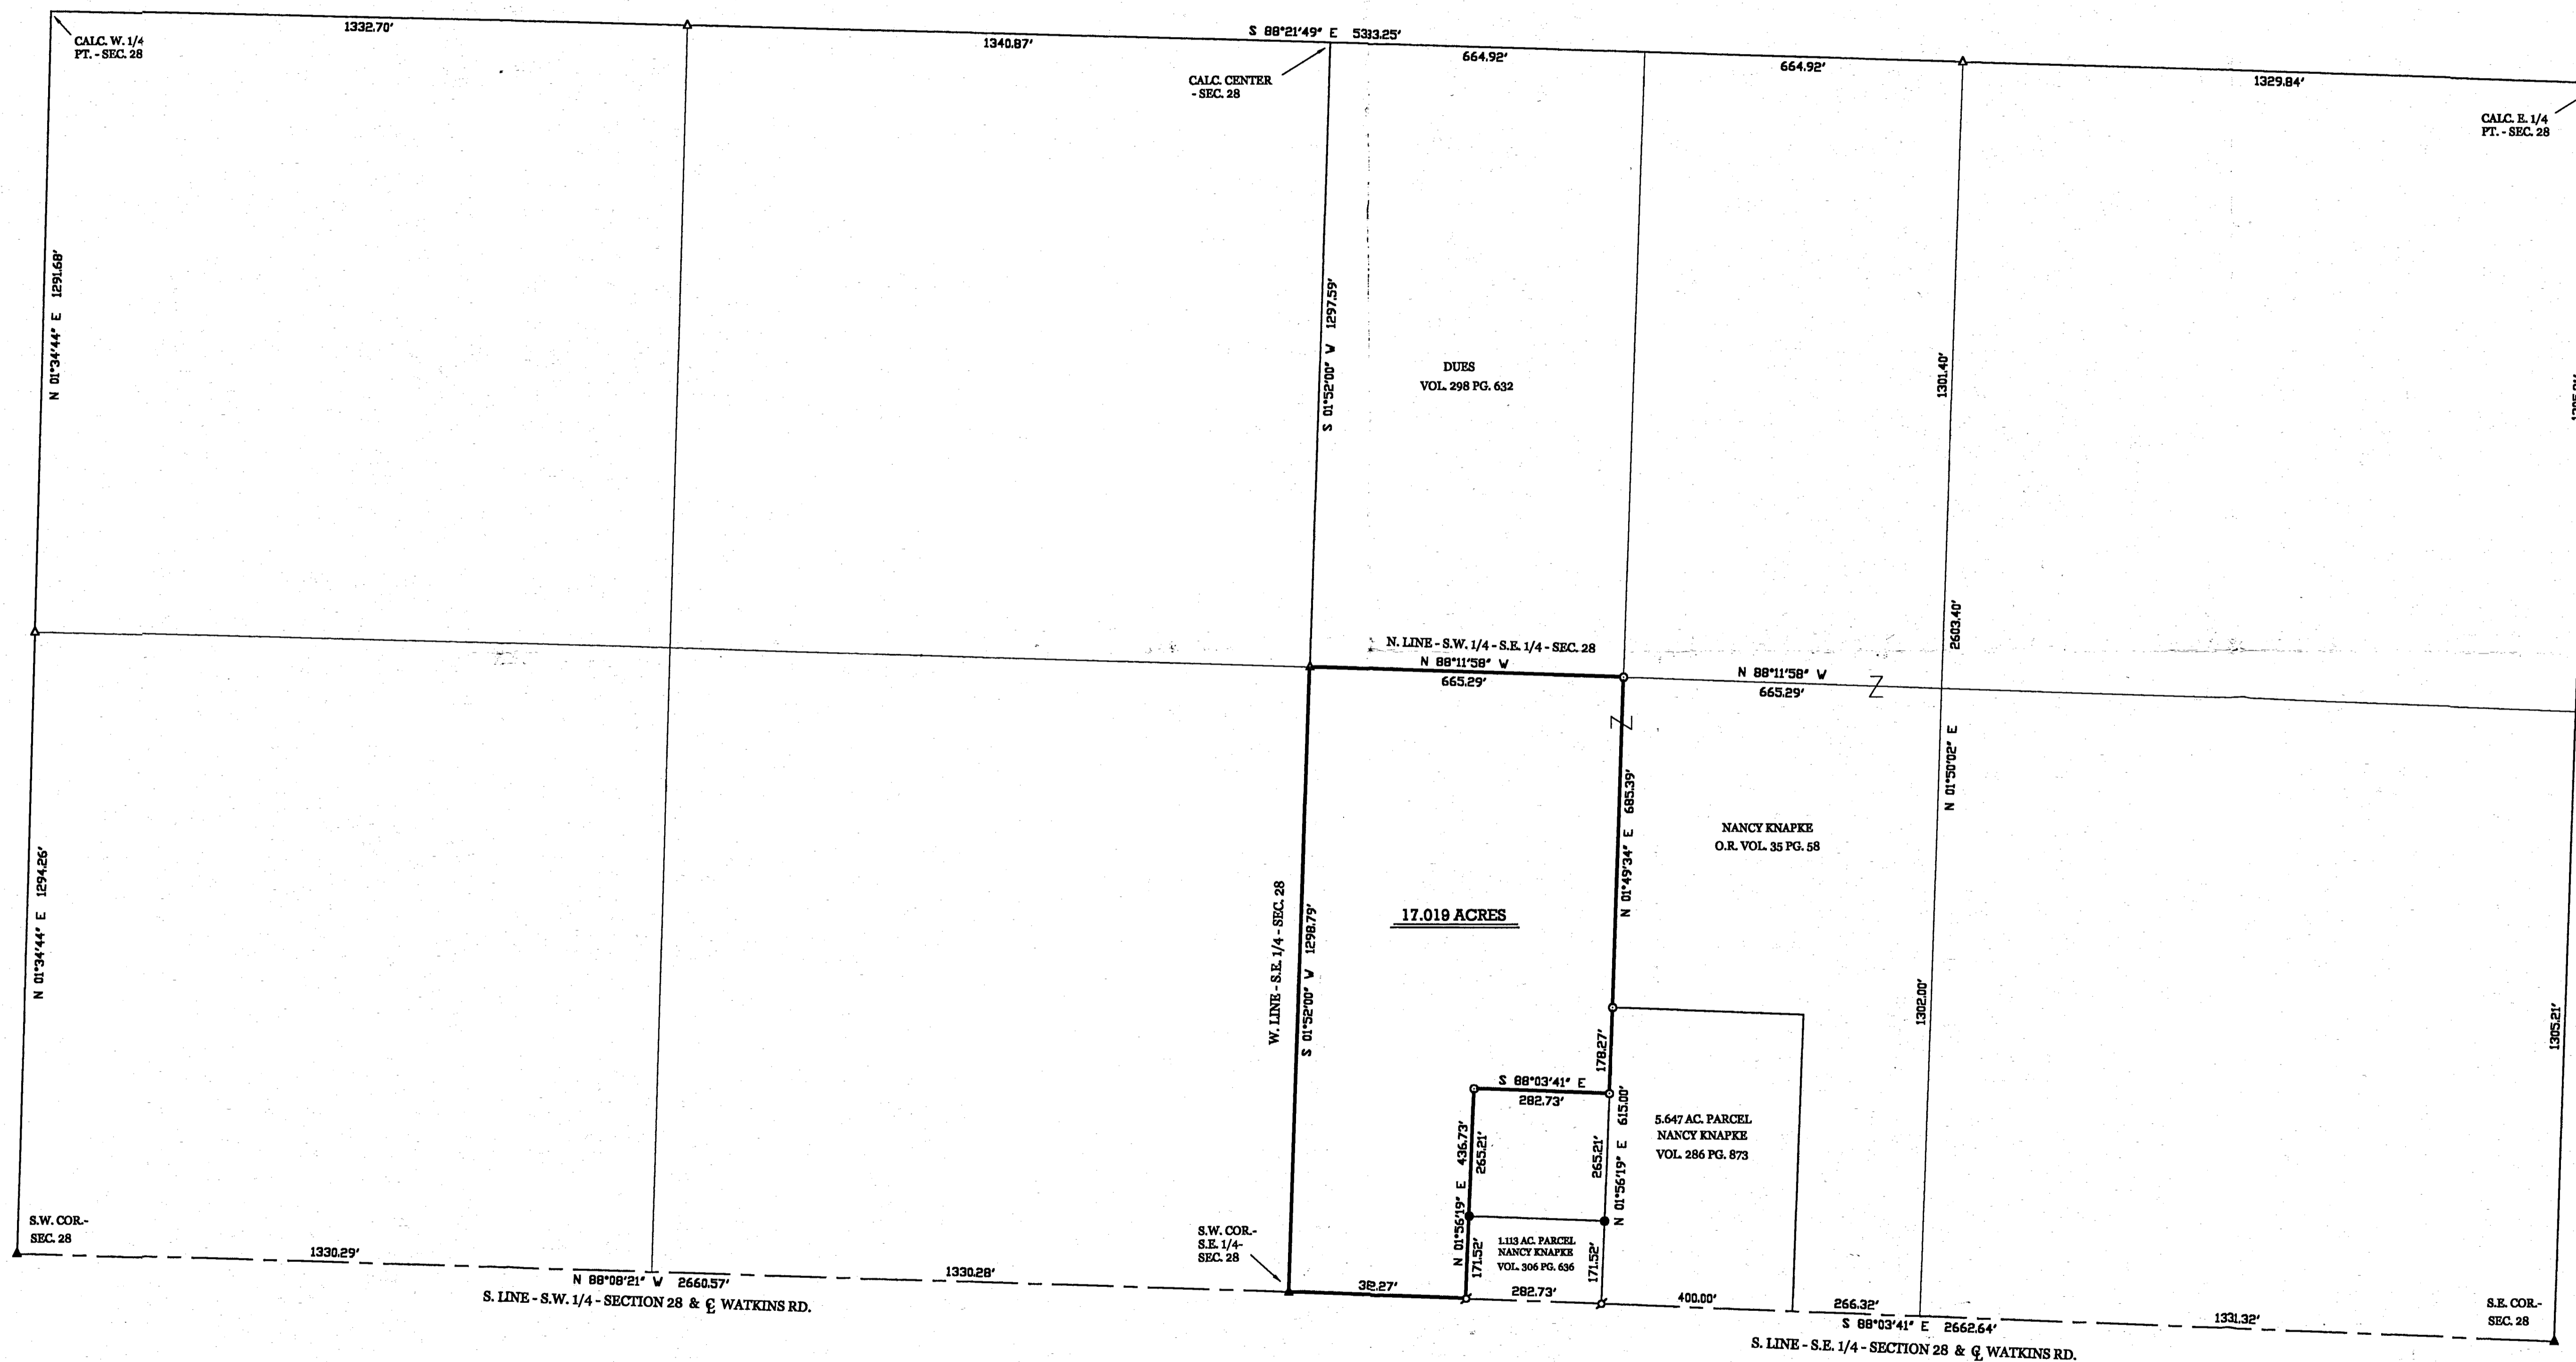 1332.70'
S 88°21'49" E 5333.25'
CALC. W. 1/4
PT. - SEC. 28
1340.87'
664.92'
664.92'
1329.84'
CALC. CENTER
- SEC. 28
CALC. E. 1/4
PT. - SEC. 28
N 01°34'44" E 1291.68'
S 01°52'00" W 1297.59'
DUES
VOL. 298 PG. 632
1301.40'
2603.40'
N. LINE - S.W. 1/4 - S.E. 1/4 - SEC. 28
N 88°11'58" W
665.29'
N 88°11'58" W
665.29'
N 01°50'02" E
N 01°49'34" E 685.39'
NANCY KNAPKE
O.R. VOL. 35 PG. 58
N 01°34'44" E 1294.26'
W. LINE - S.E. 1/4 - SEC. 28
S 01°52'00" W 1298.79'
17.019 ACRES
1302.00'
1305.21'
178.27'
S 88°03'41" E
282.73'
N 01°56'19" E 615.00'
5.647 AC. PARCEL
NANCY KNAPKE
VOL. 286 PG. 873
N 01°56'19" E 436.73'
265.21'
265.21'
171.52'
1.113 AC. PARCEL
NANCY KNAPKE
VOL. 306 PG. 636
171.52'
S.W. COR.-
SEC. 28
S.W. COR.-
S.E. 1/4-
SEC. 28
1330.29'
N 88°08'21" W 2660.57'
1330.28'
S. LINE - S.W. 1/4 - SECTION 28 & ℄ WATKINS RD.
282.73'
400.00'
266.32'
S 88°03'41" E 2662.64'
1331.32'
S.E. COR.-
SEC. 28
S. LINE - S.E. 1/4 - SECTION 28 & ℄ WATKINS RD.